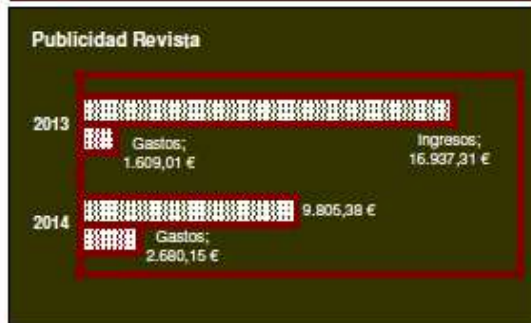 Publicidad Revista
2013
Gastos;
1.609,01 €
Ingresos;
16.937,31 €
2014
9.805,38 €
Gastos;
2.680,15 €